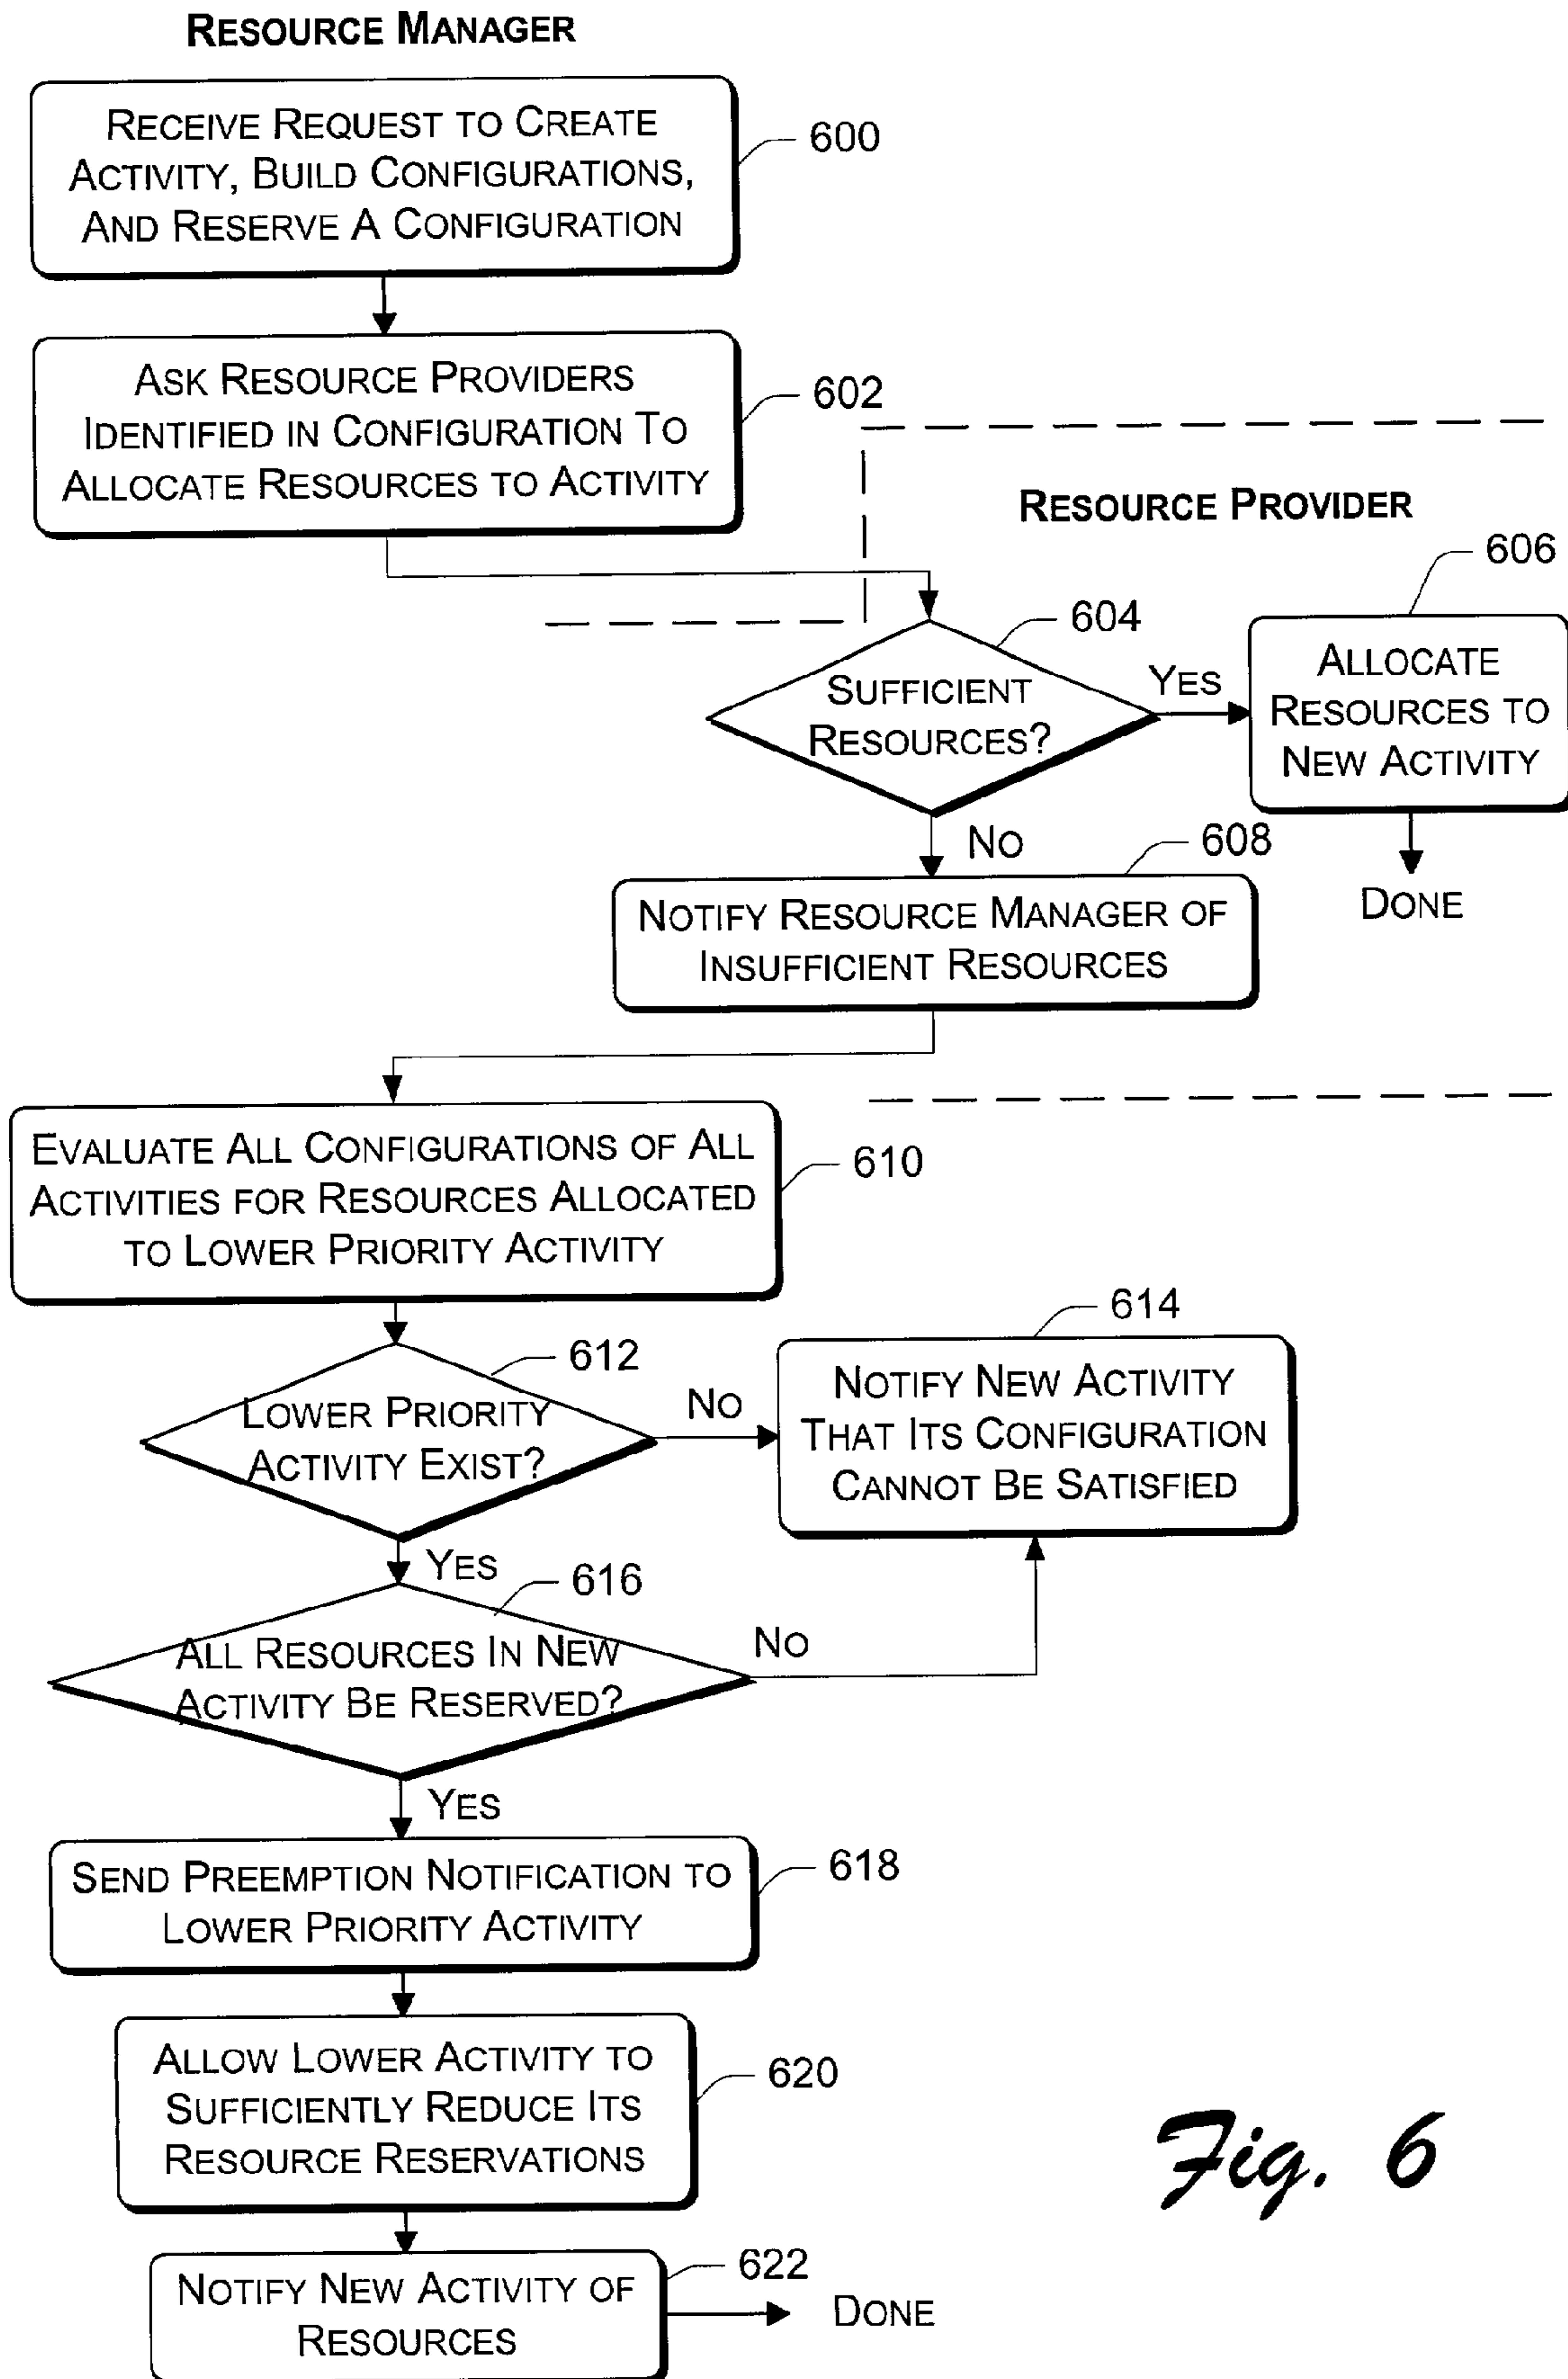 RESOURCE MANAGER
RECEIVE REQUEST TO CREATE
ACTIVITY, BUILD CONFIGURATIONS,
AND RESERVE A CONFIGURATION
600
ASK RESOURCE PROVIDERS
IDENTIFIED IN CONFIGURATION TO
ALLOCATE RESOURCES TO ACTIVITY
602
RESOURCE PROVIDER
606
604
SUFFICIENT
RESOURCES?
YES
ALLOCATE
RESOURCES TO
NEW ACTIVITY
NO
608
DONE
NOTIFY RESOURCE MANAGER OF
INSUFFICIENT RESOURCES
EVALUATE ALL CONFIGURATIONS OF ALL
ACTIVITIES FOR RESOURCES ALLOCATED
TO LOWER PRIORITY ACTIVITY
610
614
612
LOWER PRIORITY
ACTIVITY EXIST?
NO
NOTIFY NEW ACTIVITY
THAT ITS CONFIGURATION
CANNOT BE SATISFIED
YES
616
ALL RESOURCES IN NEW
ACTIVITY BE RESERVED?
NO
YES
SEND PREEMPTION NOTIFICATION TO
LOWER PRIORITY ACTIVITY
618
ALLOW LOWER ACTIVITY TO
SUFFICIENTLY REDUCE ITS
RESOURCE RESERVATIONS
620
Fig. 6
NOTIFY NEW ACTIVITY OF
RESOURCES
622
DONE